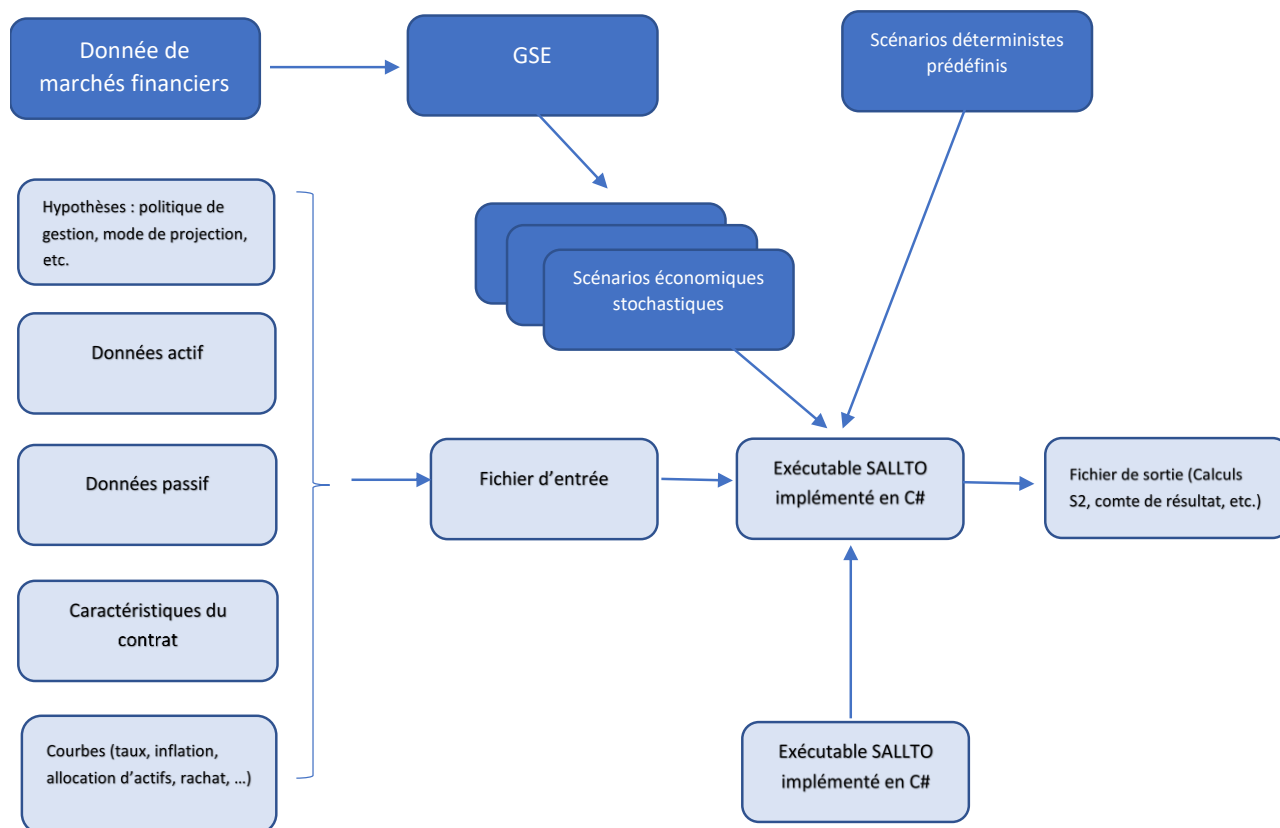 Donnée de
marchés financiers
GSE
Scénarios déterministes
prédéfinis
Hypothèses : politique de
gestion, mode de projection,
etc.
Scénarios économiques
stochastiques
Données actif
Données passif
Fichier d’entrée
Exécutable SALLTO
implémenté en C#
Fichier de sortie (Calculs
S2, comte de résultat, etc.)
Caractéristiques du
contrat
Courbes (taux, inflation,
allocation d’actifs, rachat, …)
Exécutable SALLTO
implémenté en C#